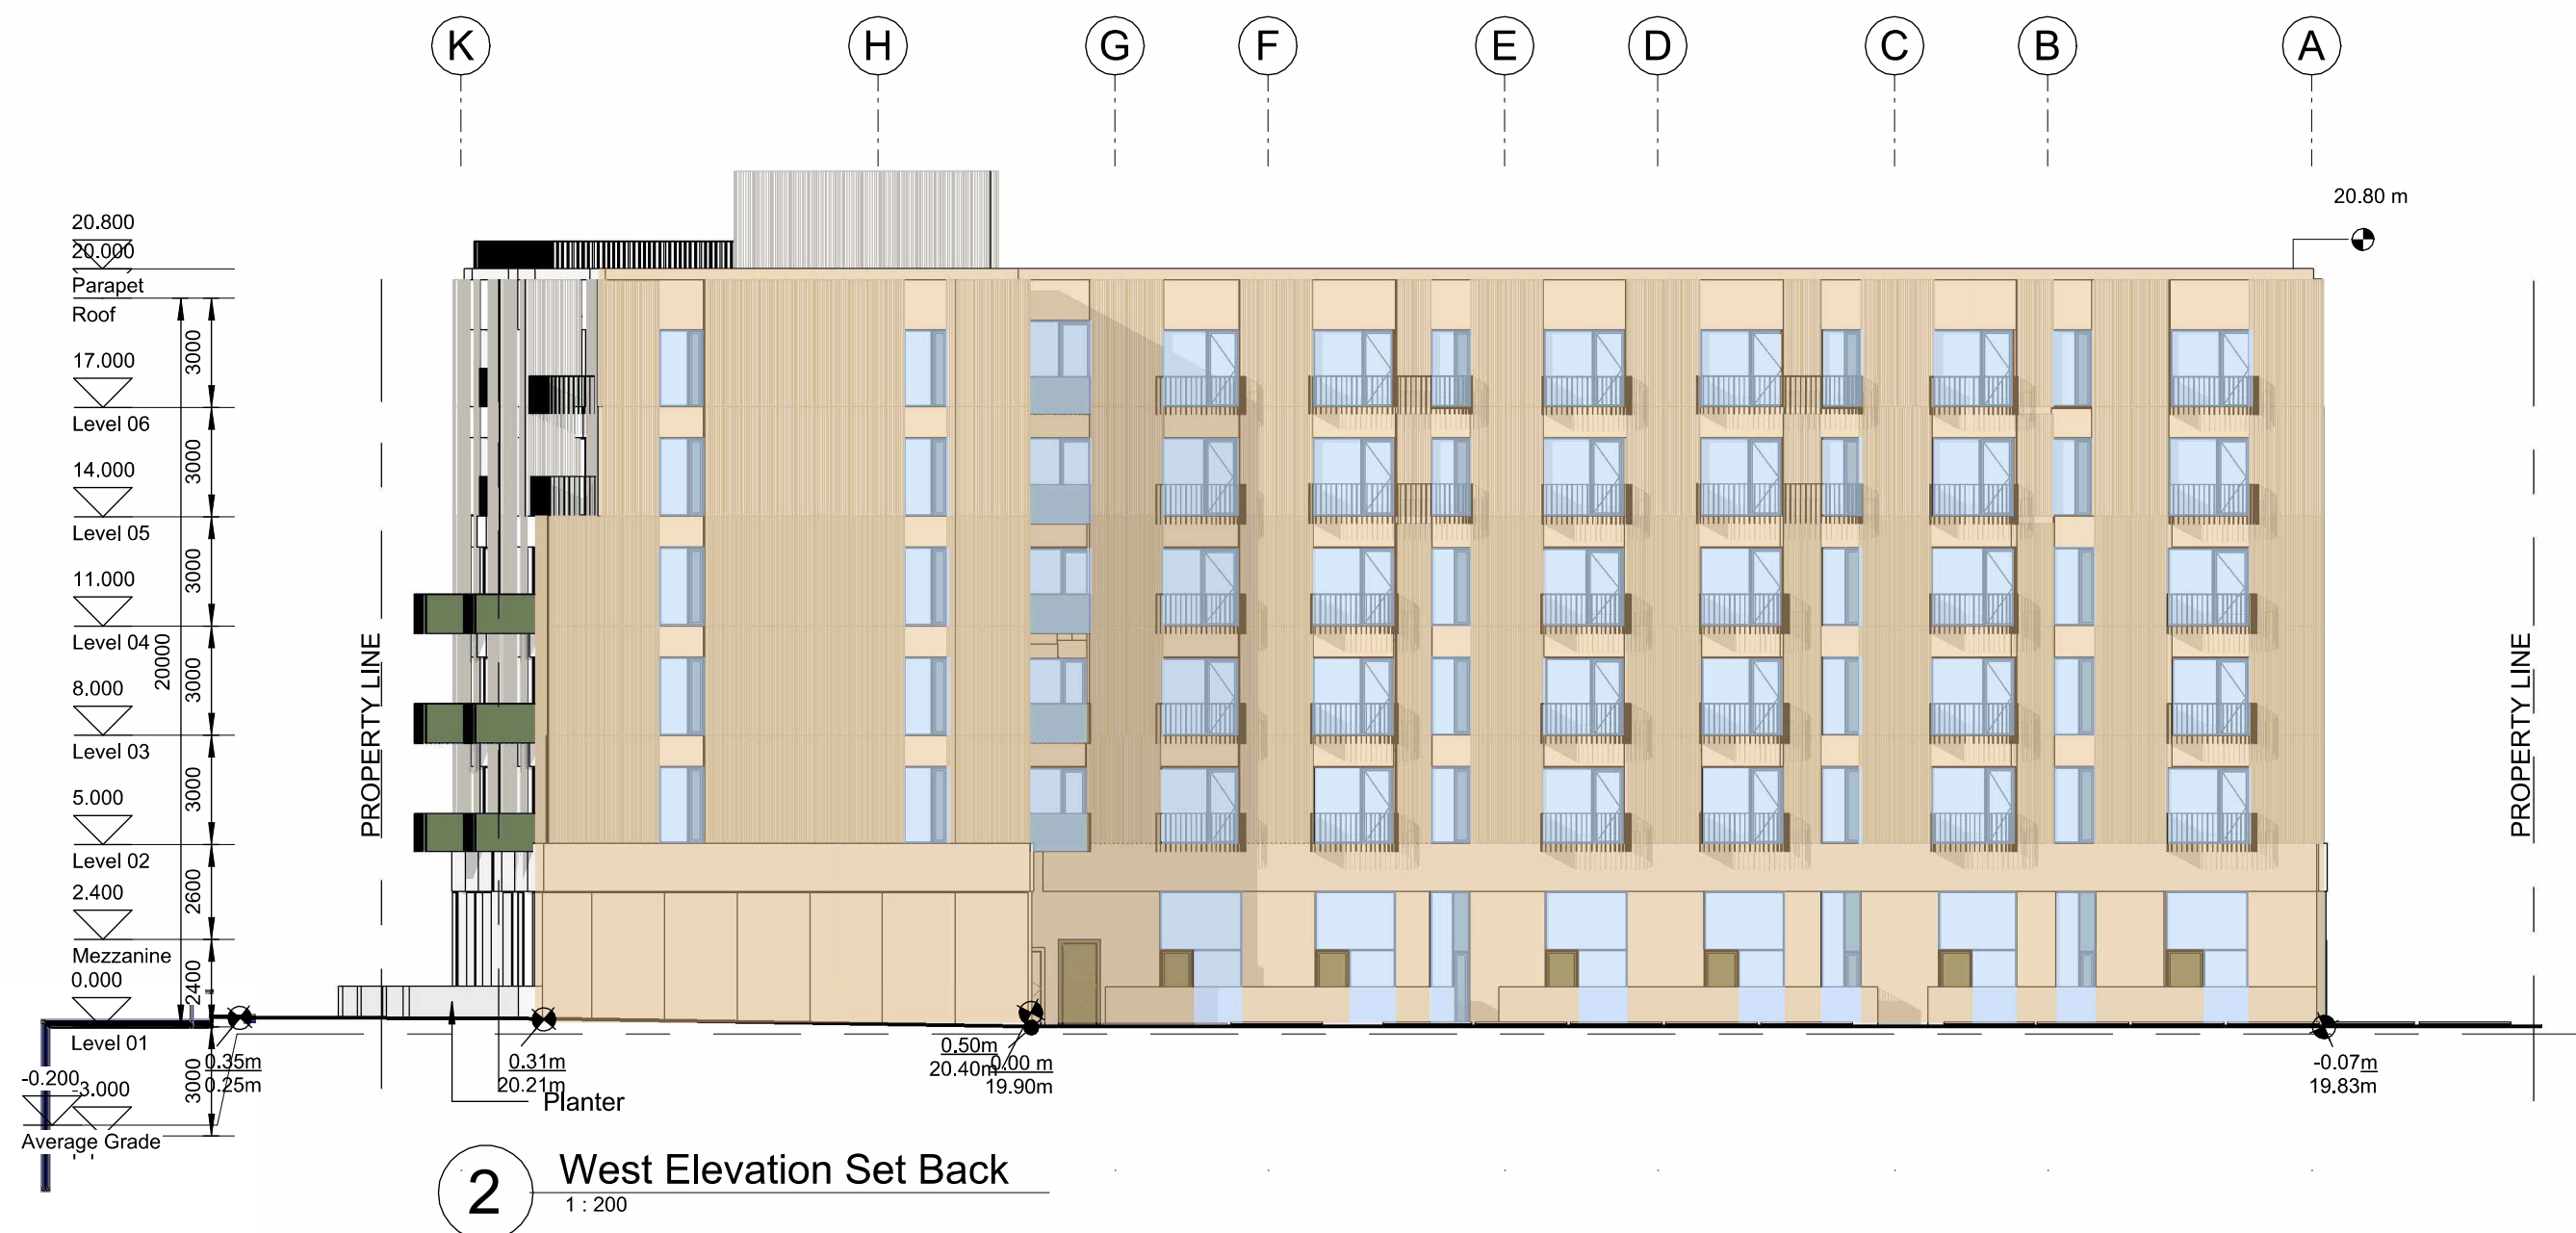 K H G F E D C B A
20.80 m
20.800
20.000
Parapet
Roof
17.000
Level 06
14.000
Level 05
11.000
Level 04
8.000
Level 03
5.000
Level 02
2.400
Mezzanine
0.000
Level 01
-0.200
-3.000
Average Grade
3000
3000
3000
3000
3000
2600
2400
3000
20000
PROPERTY LINE
PROPERTY LINE
0.35m
0.25m
0.31m
20.21m
0.50m
20.40m
0.00 m
19.90m
-0.07m
19.83m
Planter
2
West Elevation Set Back
1 : 200